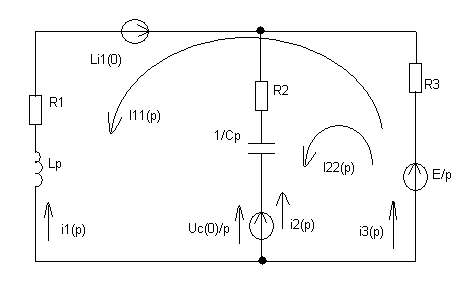 Li1(0)
R1
R2
R3
I11(p)
1/Cp
Lp
I22(p)
E/p
i1(p)
Uc(0)/p
i2(p)
i3(p)